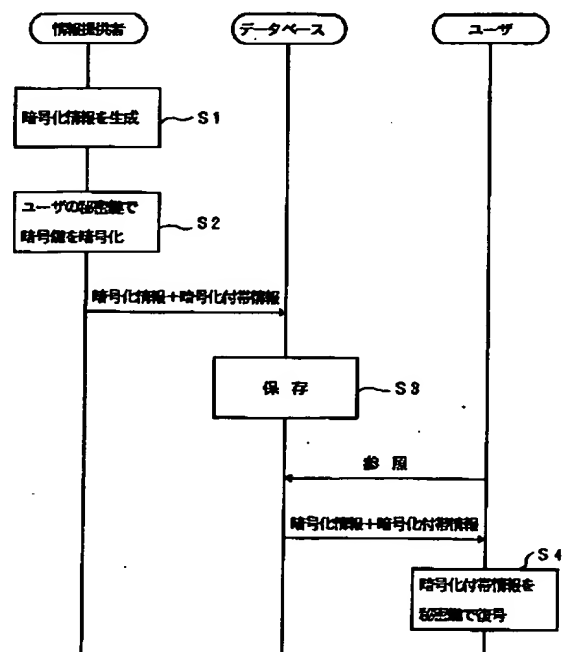 情報提供者
データベース
ユーザ
暗号化情報を生成
S1
ユーザの秘密鍵で
暗号鍵を暗号化
S2
暗号化情報＋暗号化付帯情報
保 存
S3
参 照
暗号化情報＋暗号化付帯情報
S4
暗号化付帯情報を
秘密鍵で復号